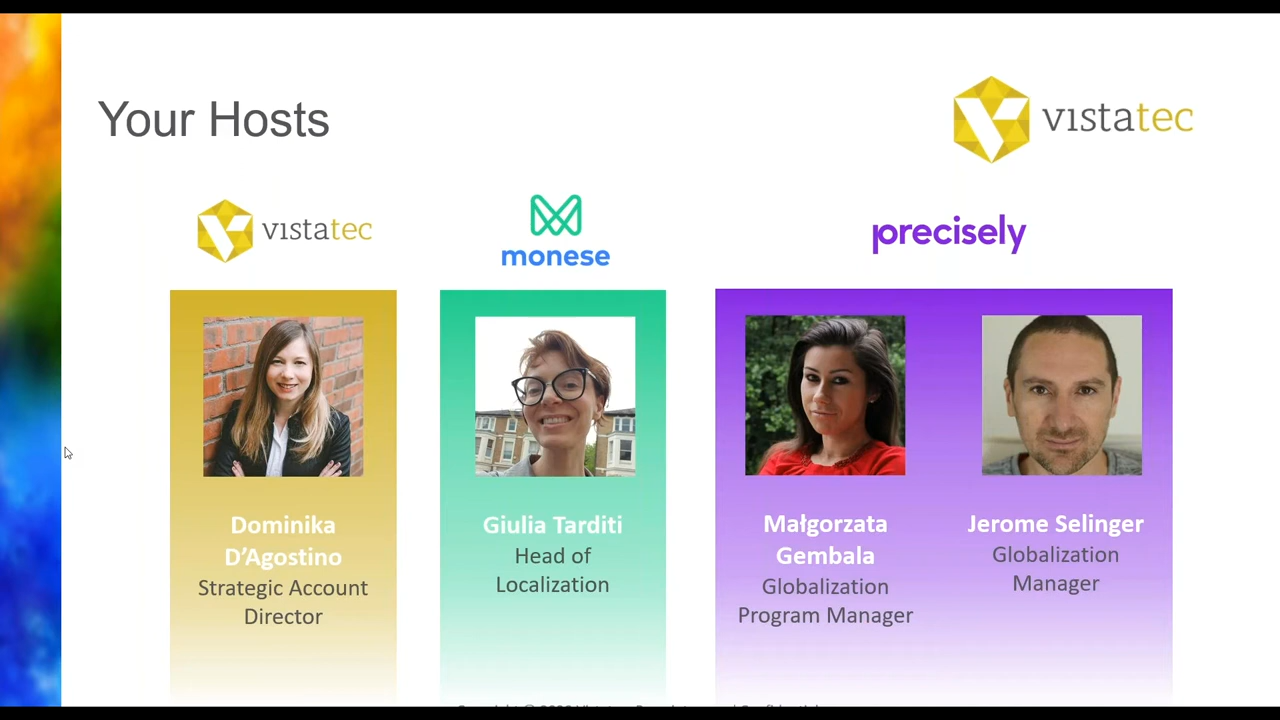 Your Hosts
vistatec
vistatec
monese
precisely
Dominika
D’Agostino
Strategic Account
Director
Giulia Tarditi
Head of
Localization
Małgorzata
Gembala
Globalization
Program Manager
Jerome Selinger
Globalization
Manager